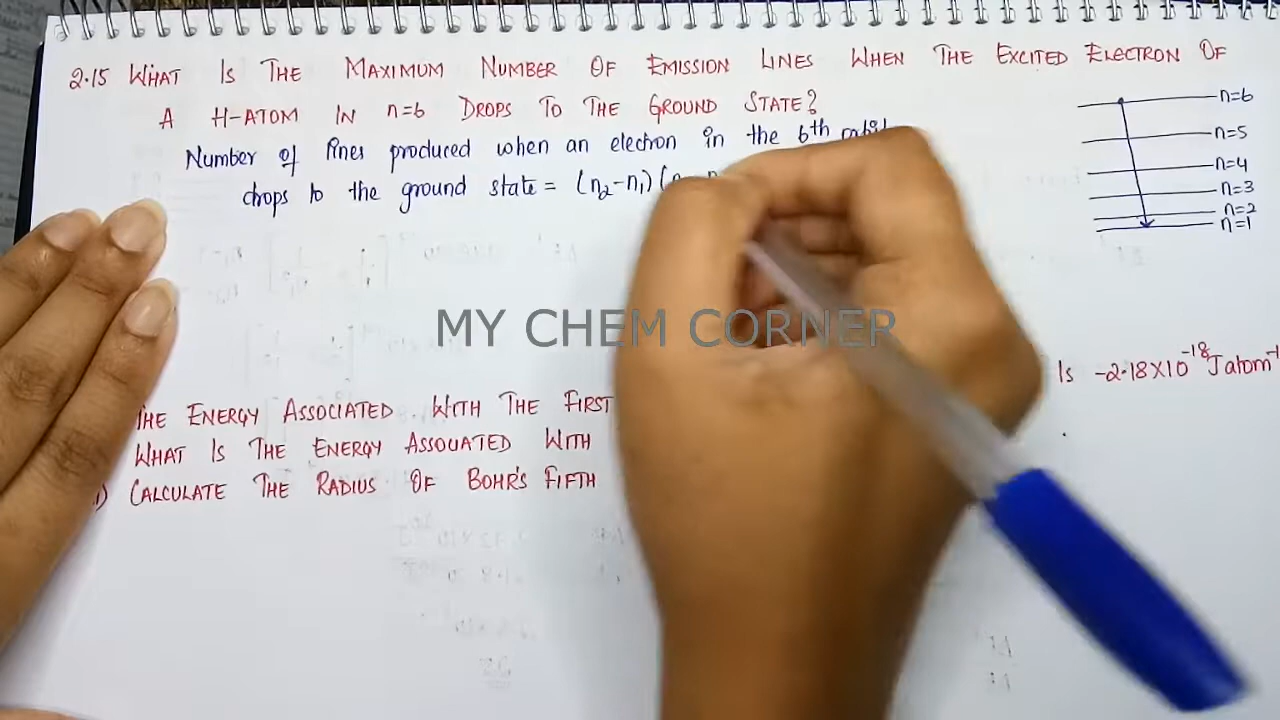 2.15 WHAT IS THE MAXIMUM NUMBER OF EMISSION LINES WHEN THE EXCITED ELECTRON OF
A H-ATOM IN n=6 DROPS TO THE GROUND STATE?
Number of lines produced when an electron in the 6th
drops to the ground state = (n2-n1)(
n=6
n=5
n=4
n=3
n=2
n=1
MY CHEM CORNER
THE ENERGY ASSOCIATED WITH THE FIRST IS -2.18X10-18 J atom-1
WHAT IS THE ENERGY ASSOCIATED WITH
CALCULATE THE RADIUS OF BOHR'S FIFTH